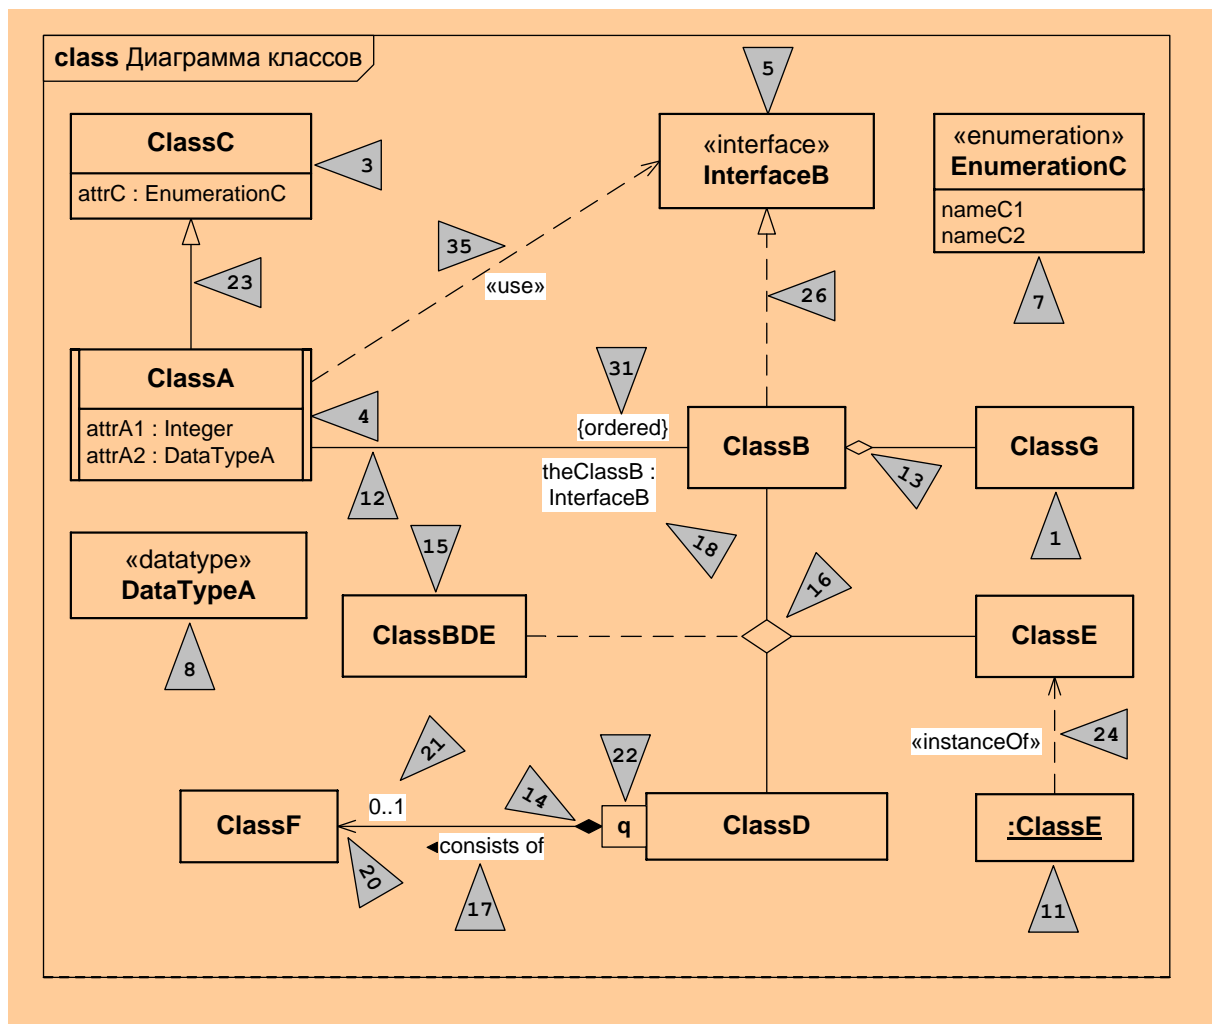 class Диаграмма классов
5
ClassC
attrC : EnumerationC
3
«interface»
InterfaceB
«enumeration»
EnumerationC
nameC1
nameC2
35
«use»
23
26
7
31
ClassA
attrA1 : Integer
attrA2 : DataTypeA
4
{ordered}
theClassB :
InterfaceB
ClassB
ClassG
12
13
15
18
1
«datatype»
DataTypeA
16
ClassBDE
ClassE
8
21
22
«instanceOf»
24
14
ClassF
0..1
◄consists of
q
ClassD
:ClassE
20
17
11